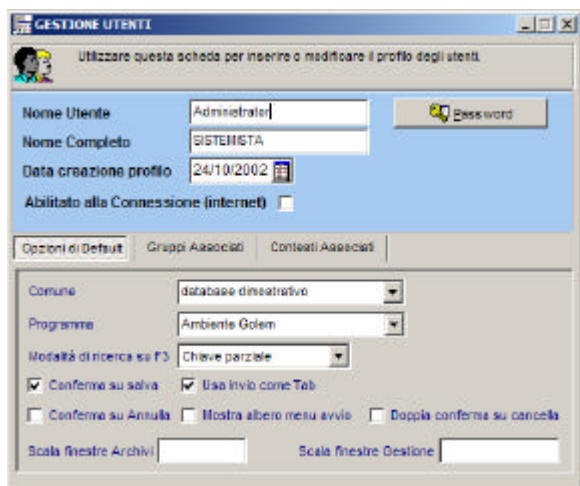 GESTIONE UTENTI
Utilizzare questa scheda per inserire o modificare il profilo degli utenti.
Nome Utente Administrator Password
Nome Completo SISTEMISTA
Data creazione profilo 24/10/2002
Abilitato alla Connessione (internet)
Opzioni di Default Gruppi Associati Contesti Associati
Comune database dimostrativo
Programma Ambiente Golem
Modalità di ricerca su F3 Chiave parziale
Conferma su salva Usa Invio come Tab
Conferma su Annulla Mostra albero menu avvio Doppia conferma su cancella
Scala finestre Archivi Scala finestre Gestione